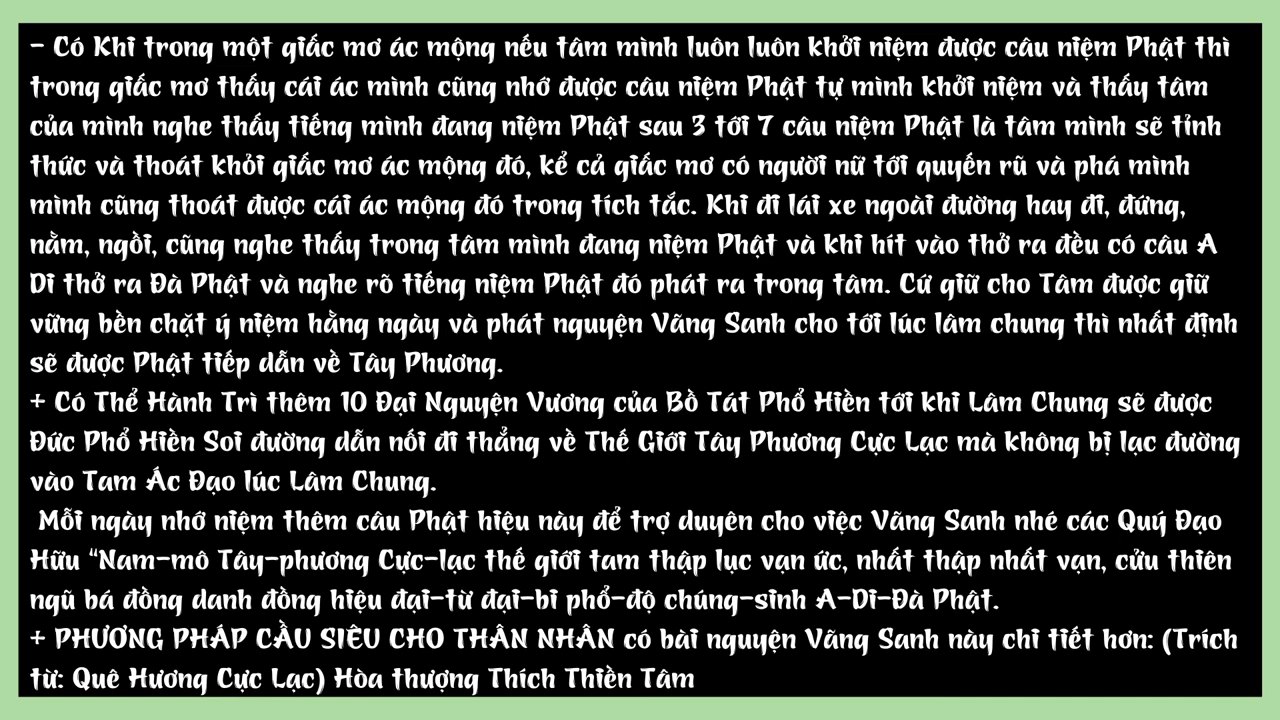 - Có Khi trong một giấc mơ ác mộng nếu tâm mình luôn luôn khởi niệm được câu niệm Phật thì
trong giấc mơ thấy cái ác mình cũng nhớ được câu niệm Phật tự mình khởi niệm và thấy tâm
của mình nghe thấy tiếng mình đang niệm Phật sau 3 tới 7 câu niệm Phật là tâm mình sẽ tỉnh
thức và thoát khỏi giấc mơ ác mộng đó, kể cả giấc mơ có người nữ tới quyến rũ và phá mình
mình cũng thoát được cái ác mộng đó trong tích tắc. Khi đi lái xe ngoài đường hay đi, đứng,
nằm, ngồi, cũng nghe thấy trong tâm mình đang niệm Phật và khi hít vào thở ra đều có câu A
Di thở ra Đà Phật và nghe rõ tiếng niệm Phật đó phát ra trong tâm. Cứ giữ cho Tâm được giữ
vững bền chặt ý niệm hằng ngày và phát nguyện Vãng Sanh cho tới lúc lâm chung thì nhất định
sẽ được Phật tiếp dẫn về Tây Phương.
+ Có Thể Hành Trì thêm 10 Đại Nguyện Vương của Bồ Tát Phổ Hiền tới khi Lâm Chung sẽ được
Đức Phổ Hiền Soi đường dẫn nối đi thẳng về Thế Giới Tây Phương Cực Lạc mà không bị lạc đường
vào Tam Ác Đạo lúc Lâm Chung.
Mỗi ngày nhớ niệm thêm câu Phật hiệu này để trợ duyên cho việc Vãng Sanh nhé các Quý Đạo
Hữu "Nam-mô Tây-phương Cực-lạc thế giới tam thập lục vạn ức, nhất thập nhất vạn, cửu thiên
ngũ bá đồng danh đồng hiệu đại-từ đại-bi phổ-độ chúng-sinh A-Di-Đà Phật.
+ PHƯƠNG PHÁP CẦU SIÊU CHO THÂN NHÂN có bài nguyện Vãng Sanh này chi tiết hơn: (Trích
từ: Quê Hương Cực Lạc) Hòa thượng Thích Thiền Tâm